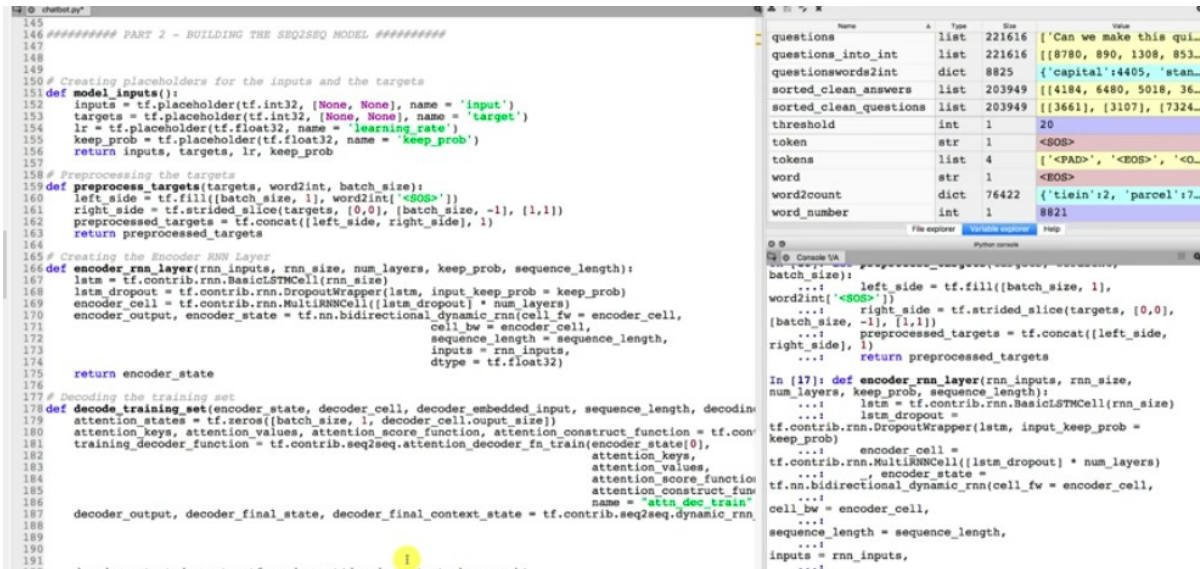 chatbot.py*
145
146 ########## PART 2 - BUILDING THE SEQ2SEQ MODEL ##########
147
148
149
150 # Creating placeholders for the inputs and the targets
151 def model_inputs():
152 inputs = tf.placeholder(tf.int32, [None, None], name = 'input')
153 targets = tf.placeholder(tf.int32, [None, None], name = 'target')
154 lr = tf.placeholder(tf.float32, name = 'learning_rate')
155 keep_prob = tf.placeholder(tf.float32, name = 'keep_prob')
156 return inputs, targets, lr, keep_prob
157
158 # Preprocessing the targets
159 def preprocess_targets(targets, word2int, batch_size):
160 left_side = tf.fill([batch_size, 1], word2int['<SOS>'])
161 right_side = tf.strided_slice(targets, [0,0], [batch_size, -1], [1,1])
162 preprocessed_targets = tf.concat([left_side, right_side], 1)
163 return preprocessed_targets
164
165 # Creating the Encoder RNN Layer
166 def encoder_rnn_layer(rnn_inputs, rnn_size, num_layers, keep_prob, sequence_length):
167 lstm = tf.contrib.rnn.BasicLSTMCell(rnn_size)
168 lstm_dropout = tf.contrib.rnn.DropoutWrapper(lstm, input_keep_prob = keep_prob)
169 encoder_cell = tf.contrib.rnn.MultiRNNCell([lstm_dropout] * num_layers)
170 encoder_output, encoder_state = tf.nn.bidirectional_dynamic_rnn(cell_fw = encoder_cell,
171 cell_bw = encoder_cell,
172 sequence_length = sequence_length,
173 inputs = rnn_inputs,
174 dtype = tf.float32)
175 return encoder_state
176
177 # Decoding the training set
178 def decode_training_set(encoder_state, decoder_cell, decoder_embedded_input, sequence_length, decodin
179 attention_states = tf.zeros([batch_size, 1, decoder_cell.ouput_size])
180 attention_keys, attention_values, attention_score_function, attention_construct_function = tf.con
181 training_decoder_function = tf.contrib.seq2seq.attention_decoder_fn_train(encoder_state[0],
182 attention_keys,
183 attention_values,
184 attention_score_functio
185 attention_construct_fun
186 name = "attn_dec_train"
187 decoder_output, decoder_final_state, decoder_final_context_state = tf.contrib.seq2seq.dynamic_rnn_
188
189
190
191
Name Type Size Value
questions list 221616 ['Can we make this qui...
questions_into_int list 221616 [[8780, 890, 1308, 853...
questionswords2int dict 8825 {'capital':4405, 'stan...
sorted_clean_answers list 203949 [[4184, 6480, 5018, 36...
sorted_clean_questions list 203949 [[3661], [3107], [7324...
threshold int 1 20
token str 1 <SOS>
tokens list 4 ['<PAD>', '<EOS>', '<O...
word str 1 <EOS>
word2count dict 76422 {'tiein':2, 'parcel':7...
word_number int 1 8821
File explorer Variable explorer Help
IPython console
Console 1/A
batch_size):
...: left_side = tf.fill([batch_size, 1],
word2int['<SOS>'])
...: right_side = tf.strided_slice(targets, [0,0],
[batch_size, -1], [1,1])
...: preprocessed_targets = tf.concat([left_side,
right_side], 1)
...: return preprocessed_targets
In [17]: def encoder_rnn_layer(rnn_inputs, rnn_size,
num_layers, keep_prob, sequence_length):
...: lstm = tf.contrib.rnn.BasicLSTMCell(rnn_size)
...: lstm_dropout =
tf.contrib.rnn.DropoutWrapper(lstm, input_keep_prob =
keep_prob)
...: encoder_cell =
tf.contrib.rnn.MultiRNNCell([lstm_dropout] * num_layers)
...: _, encoder_state =
tf.nn.bidirectional_dynamic_rnn(cell_fw = encoder_cell,
...:
cell_bw = encoder_cell,
...:
sequence_length = sequence_length,
...:
inputs = rnn_inputs,
...: